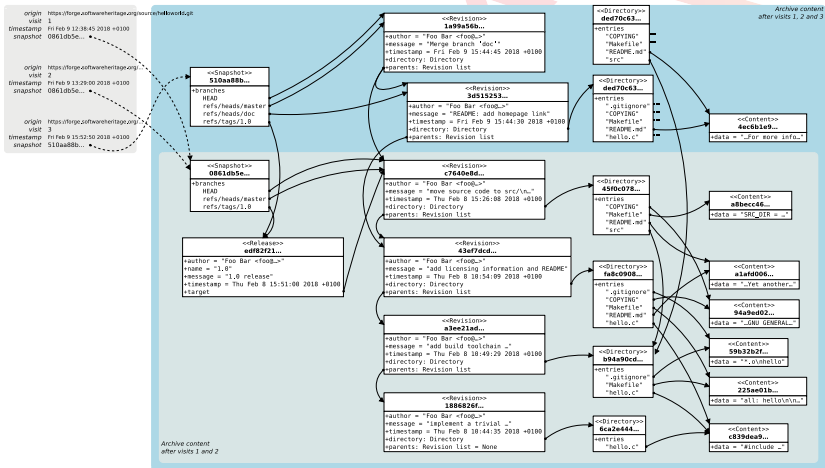 origin https://forge.softwareheritage.org/source/helloworld.git
visit 1
timestamp Fri Feb 9 12:38:45 2018 +0100
snapshot 0861db5e...
origin https://forge.softwareheritage.org/
visit 2
timestamp Fri Feb 9 13:29:00 2018 +0100
snapshot 0861db5e...
origin https://forge.softwareheritage.org/
visit 3
timestamp Fri Feb 9 15:52:50 2018 +0100
snapshot 510aa88b...
Archive content
after visits 1, 2 and 3
<<Snapshot>>
510aa88b...
+branches
HEAD
refs/heads/master
refs/heads/doc
refs/tags/1.0
<<Snapshot>>
0861db5e...
+branches
HEAD
refs/heads/master
refs/tags/1.0
<<Release>>
edf82f21...
+author = "Foo Bar <foo@…>"
+name = "1.0"
+message = "1.0 release"
+timestamp = Thu Feb 8 15:51:08 2018 +0100
+target
<<Revision>>
1a99a56b...
+author = "Foo Bar <foo@…>"
+message = "Merge branch 'doc'"
+timestamp = Fri Feb 9 15:44:45 2018 +0100
+directory: Directory
+parents: Revision list
<<Revision>>
3d515253...
+author = "Foo Bar <foo@…>"
+message = "README: add homepage link"
+timestamp = Fri Feb 9 15:44:30 2018 +0100
+directory: Directory
+parents: Revision list
<<Revision>>
c7640e8d...
+author = "Foo Bar <foo@…>"
+message = "move source code to src/\n…"
+timestamp = Thu Feb 8 15:26:08 2018 +0100
+directory: Directory
+parents: Revision list
<<Revision>>
43ef7dcd...
+author = "Foo Bar <foo@…>"
+message = "add licensing information and README"
+timestamp = Thu Feb 8 10:54:09 2018 +0100
+directory: Directory
+parents: Revision list
<<Revision>>
a3ee21ad...
+author = "Foo Bar <foo@…>"
+message = "add build toolchain …"
+timestamp = Thu Feb 8 10:49:29 2018 +0100
+directory: Directory
+parents: Revision list
<<Revision>>
1886826f...
+author = "Foo Bar <foo@…>"
+message = "implement a trivial …"
+timestamp = Thu Feb 8 10:44:35 2018 +0100
+directory: Directory
+parents: Revision list = None
<<Directory>>
ded70c63...
+entries
"COPYING"
"Makefile"
"README.md"
"src"
<<Directory>>
ded70c63...
+entries
".gitignore"
"COPYING"
"Makefile"
"README.md"
"hello.c"
<<Directory>>
45f0c078...
+entries
"COPYING"
"Makefile"
"README.md"
"src"
<<Directory>>
fa8c0908...
+entries
".gitignore"
"COPYING"
"Makefile"
"README.md"
"hello.c"
<<Directory>>
b94a90cd...
+entries
".gitignore"
"Makefile"
"hello.c"
<<Directory>>
6ca2e444...
+entries
"hello.c"
<<Content>>
4ec6b1e9...
+data = "…For more info…"
<<Content>>
a8becc46...
+data = "SRC_DIR = …"
<<Content>>
a1afd006...
+data = "…Yet another…"
<<Content>>
94a9ed02...
+data = "…GNU GENERAL…"
<<Content>>
59b32b2f...
+data = "*.o\nhello"
<<Content>>
225ae01b...
+data = "all: hello\n\n…"
<<Content>>
c839dea9...
+data = "#include …"
Archive content
after visits 1 and 2